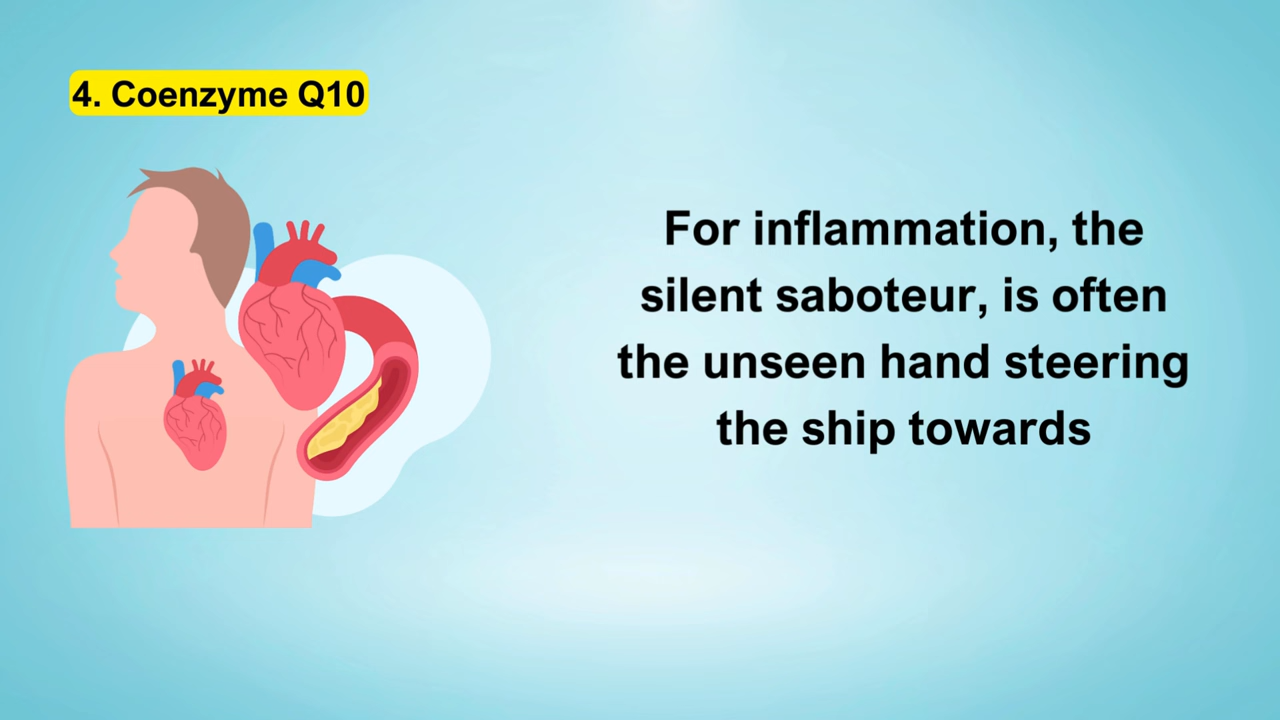 4. Coenzyme Q10
For inflammation, the
silent saboteur, is often
the unseen hand steering
the ship towards